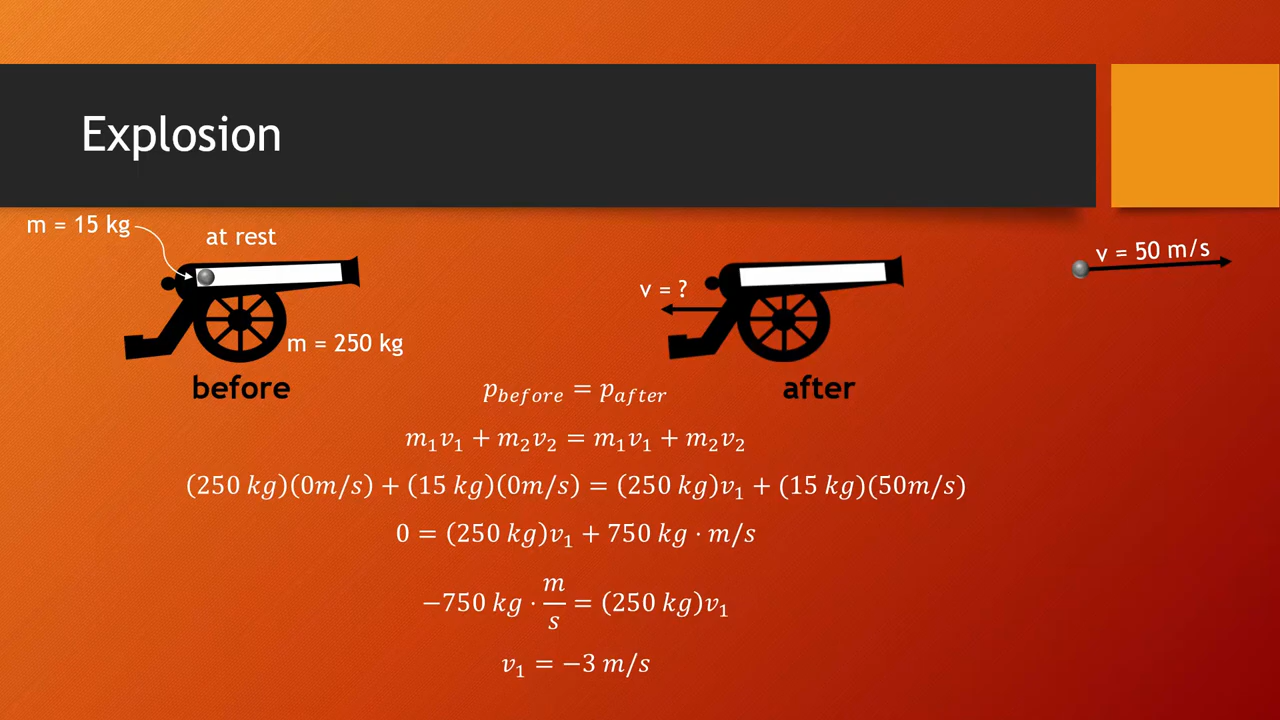 Explosion
m = 15 kg
at rest
m = 250 kg
before
v = ?
after
v = 50 m/s
p_before = p_after
m₁v₁ + m₂v₂ = m₁v₁ + m₂v₂
(250 kg)(0m/s) + (15 kg)(0m/s) = (250 kg)v₁ + (15 kg)(50m/s)
0 = (250 kg)v₁ + 750 kg · m/s
−750 kg · m/s = (250 kg)v₁
v₁ = −3 m/s